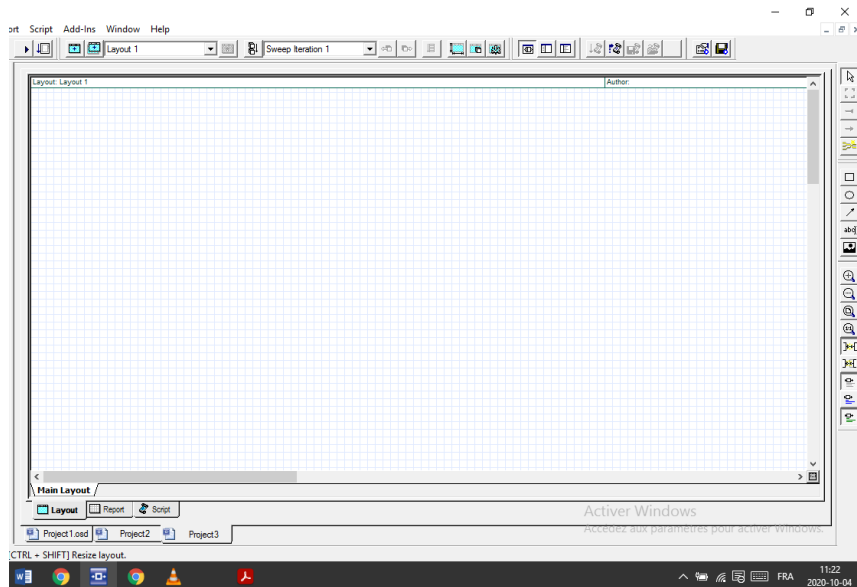 ort Script Add-Ins Window Help
Layout 1 Sweep Iteration 1
Layout: Layout 1 Author:
abc
Main Layout
Layout Report Script
Activer Windows
Accédez aux paramètres pour activer Windows.
Project1.osd Project2 Project3
CTRL + SHIFT] Resize layout.
FRA 11:22
2020-10-04